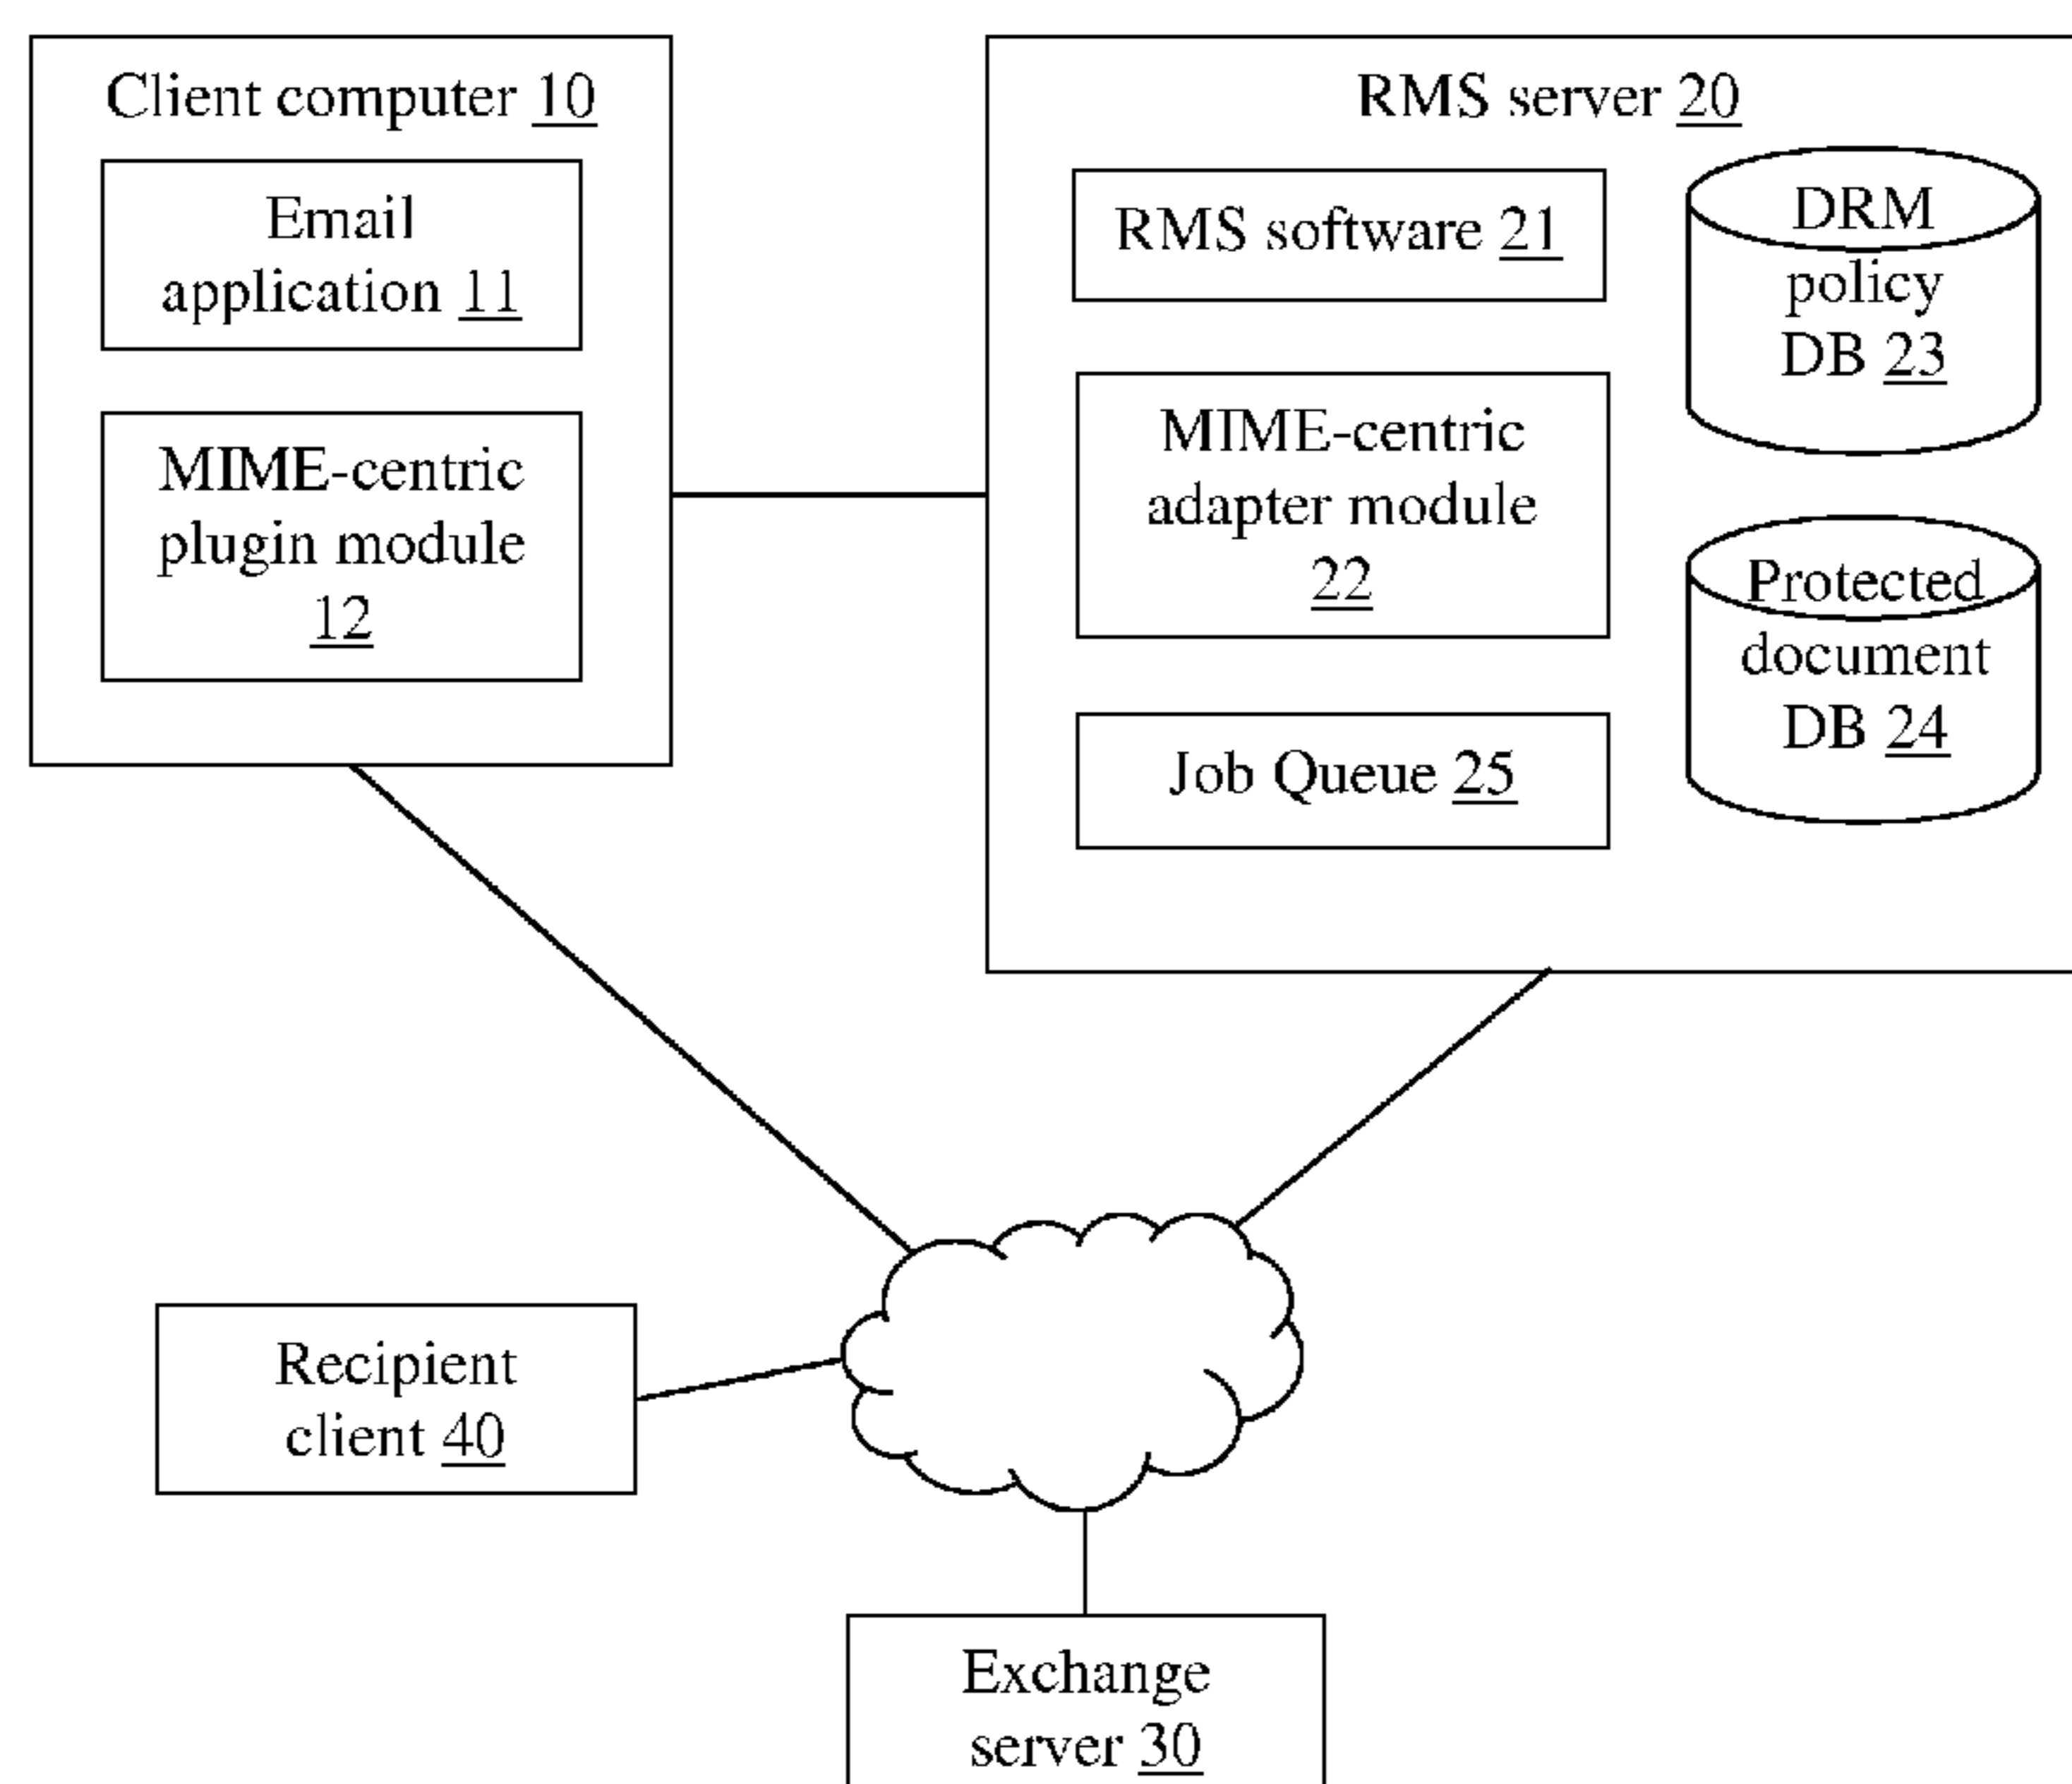 Client computer 10
Email
application 11
MIME-centric
plugin module
12
RMS server 20
RMS software 21
MIME-centric
adapter module
22
Job Queue 25
DRM
policy
DB 23
Protected
document
DB 24
Recipient
client 40
Exchange
server 30